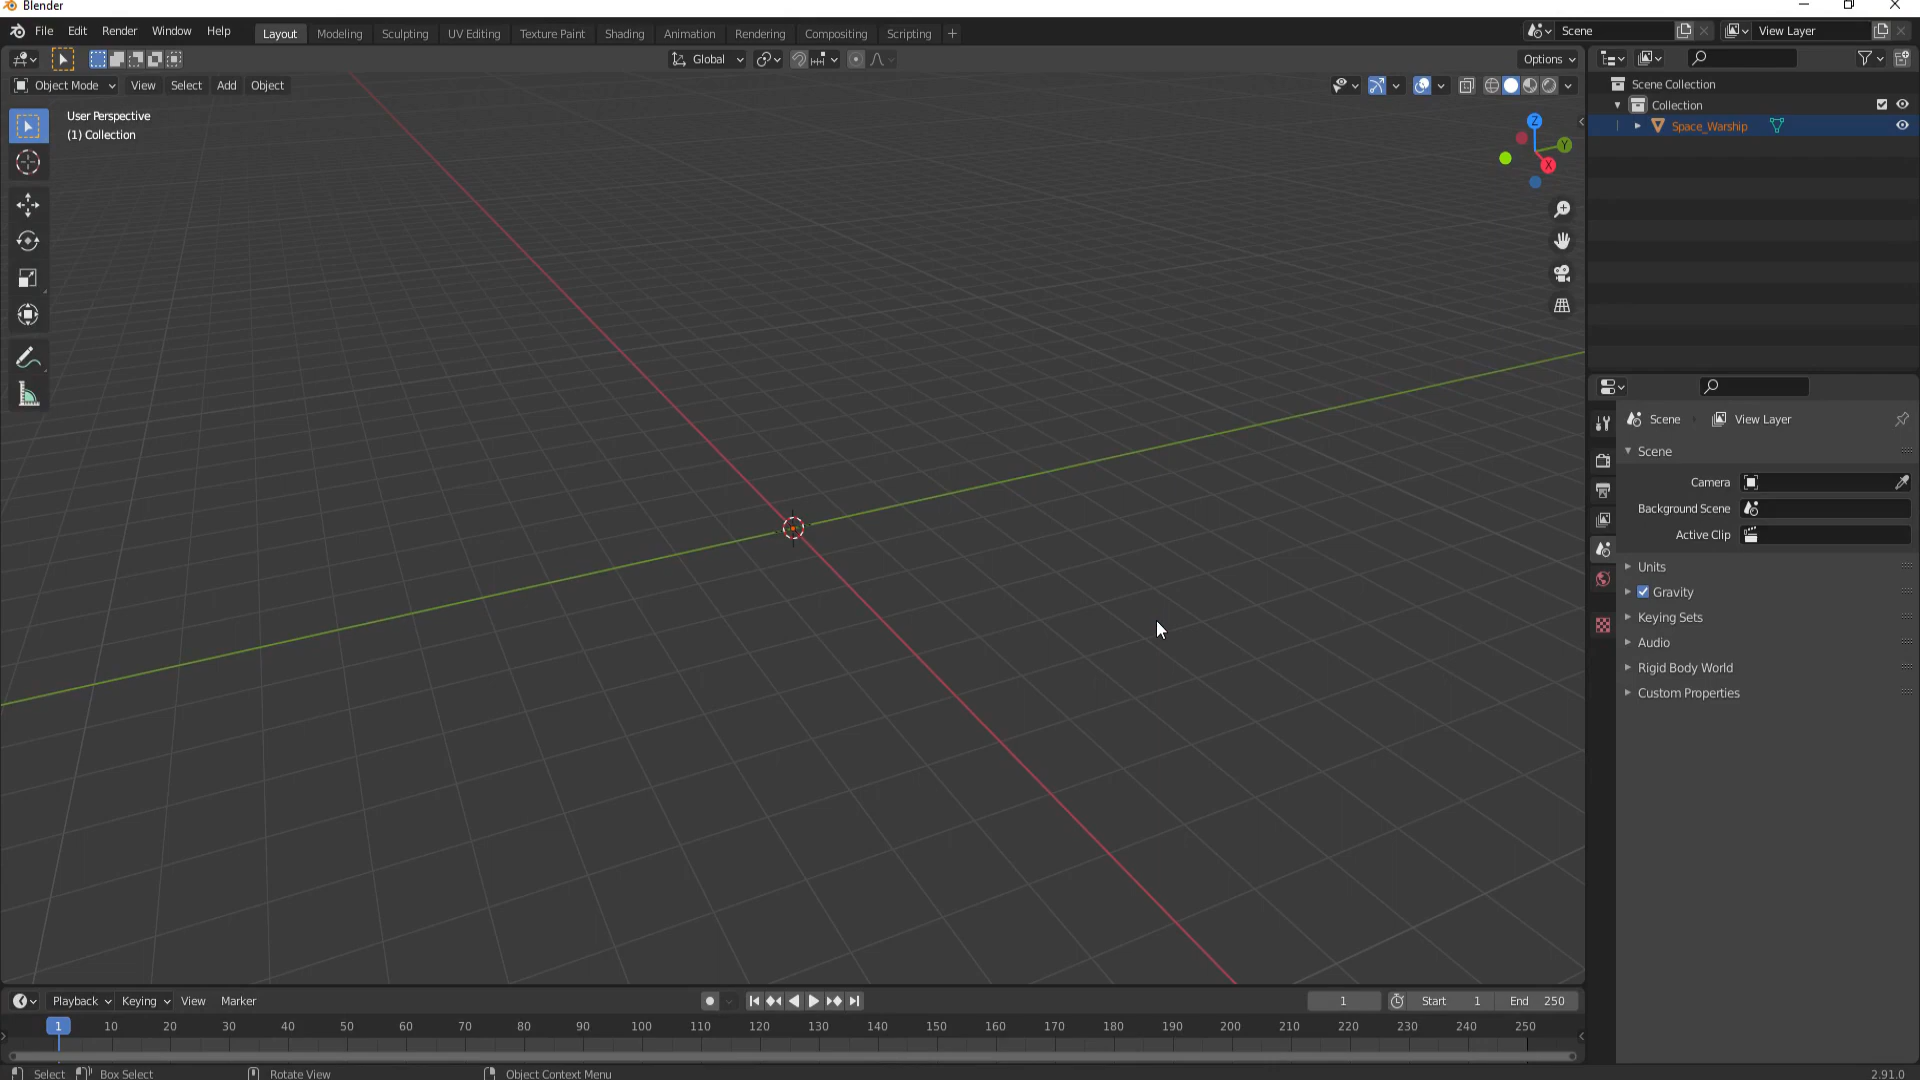 Blender
File Edit Render Window Help Layout Modeling Sculpting UV Editing Texture Paint Shading Animation Rendering Compositing Scripting + Scene View Layer
Global Options
Object Mode View Select Add Object
User Perspective
(1) Collection
Z
Y
X
Scene Collection
Collection
Space_Warship
Scene View Layer
Scene
Camera
Background Scene
Active Clip
Units
Gravity
Keying Sets
Audio
Rigid Body World
Custom Properties
Playback Keying View Marker 1 Start 1 End 250
1 10 20 30 40 50 60 70 80 90 100 110 120 130 140 150 160 170 180 190 200 210 220 230 240 250
Select Box Select Rotate View Object Context Menu 2.91.0